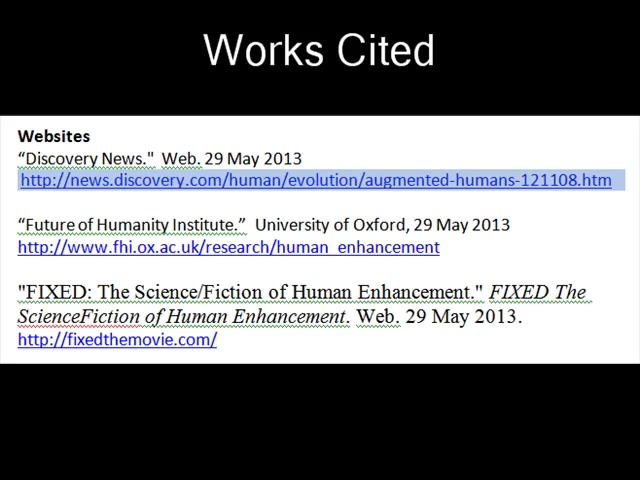 Works Cited
Websites
“Discovery News." Web. 29 May 2013
http://news.discovery.com/human/evolution/augmented-humans-121108.htm
“Future of Humanity Institute.” University of Oxford, 29 May 2013
http://www.fhi.ox.ac.uk/research/human_enhancement
"FIXED: The Science/Fiction of Human Enhancement." FIXED The
ScienceFiction of Human Enhancement. Web. 29 May 2013.
http://fixedthemovie.com/